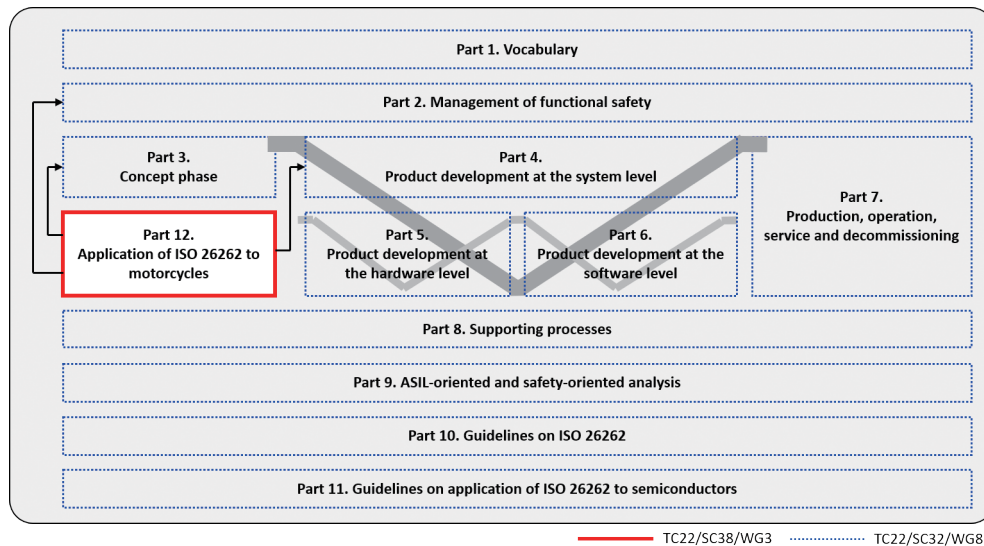 Part 1. Vocabulary
Part 2. Management of functional safety
Part 3.
Concept phase
Part 4.
Product development at the system level
Part 12.
Application of ISO 26262 to
motorcycles
Part 5.
Product development at
the hardware level
Part 6.
Product development at the
software level
Part 7.
Production, operation,
service and decommissioning
Part 8. Supporting processes
Part 9. ASIL-oriented and safety-oriented analysis
Part 10. Guidelines on ISO 26262
Part 11. Guidelines on application of ISO 26262 to semiconductors
TC22/SC38/WG3
TC22/SC32/WG8